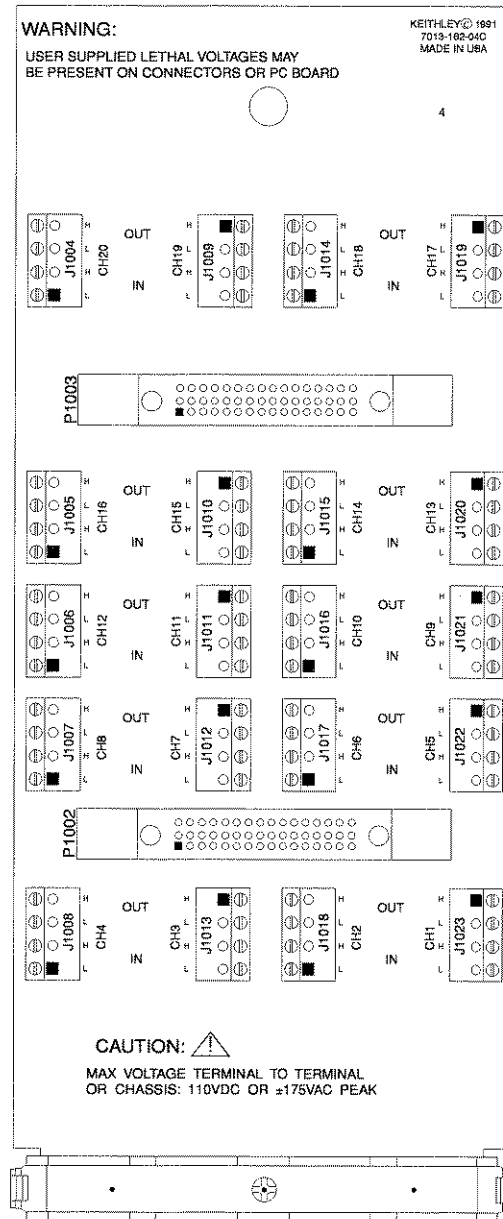 WARNING:
USER SUPPLIED LETHAL VOLTAGES MAY
BE PRESENT ON CONNECTORS OR PC BOARD
KEITHLEY© 1991
7013-162-04C
MADE IN USA
4
J1004 H L H L CH20 OUT IN CH19 H L H L J1009
J1014 H L H L CH18 OUT IN CH17 H L H L J1019
P1003
J1005 H L H L CH16 OUT IN CH15 H L H L J1010
J1015 H L H L CH14 OUT IN CH13 H L H L J1020
J1006 H L H L CH12 OUT IN CH11 H L H L J1011
J1016 H L H L CH10 OUT IN CH9 H L H L J1021
J1007 H L H L CH8 OUT IN CH7 H L H L J1012
J1017 H L H L CH6 OUT IN CH5 H L H L J1022
P1002
J1008 H L H L CH4 OUT IN CH3 H L H L J1013
J1018 H L H L CH2 OUT IN CH1 H L H L J1023
CAUTION:
MAX VOLTAGE TERMINAL TO TERMINAL
OR CHASSIS: 110VDC OR ±175VAC PEAK